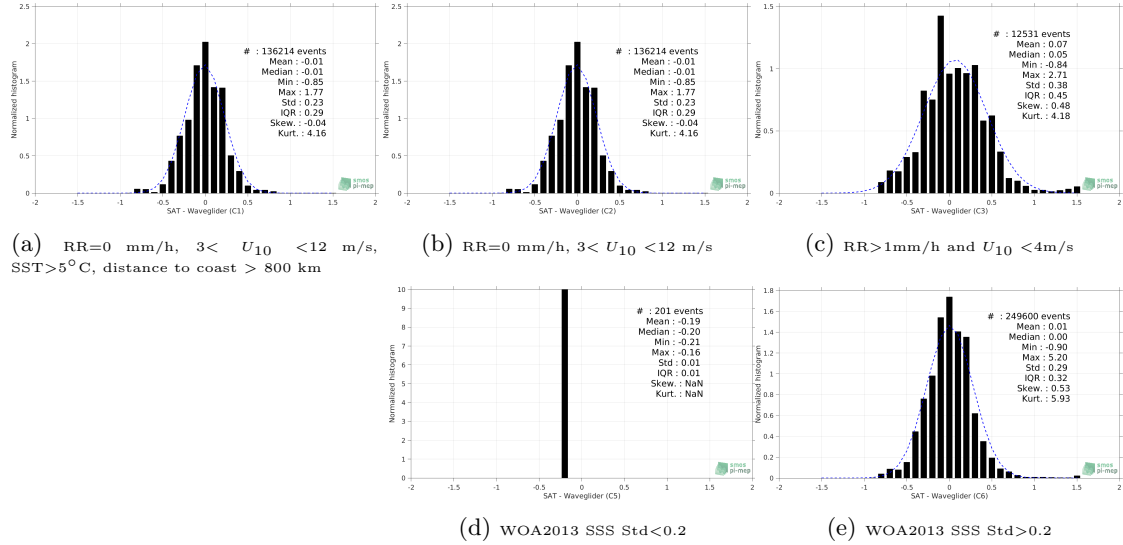 2
1.5
1
0.5
0
-2
-1.5
-1
-0.5
0
0.5
1
1.5
2
Normalized histogram
SAT - Waveglider (C1)
# : 136214 events
Mean : -0.01
Median : -0.01
Min : -0.85
Max : 1.77
Std : 0.23
IQR : 0.29
Skew. : -0.04
Kurt. : 4.16
smos
pi-mep
(a) RR=0 mm/h, 3< U10 <12 m/s,
SST>5°C, distance to coast > 800 km
2.5
2
1.5
1
0.5
0
-2
-1.5
-1
-0.5
0
0.5
1
1.5
2
Normalized histogram
SAT - Waveglider (C2)
# : 136214 events
Mean : -0.01
Median : -0.01
Min : -0.85
Max : 1.77
Std : 0.23
IQR : 0.29
Skew. : -0.04
Kurt. : 4.16
smos
pi-mep
(b) RR=0 mm/h, 3< U10 <12 m/s
1.5
1
0.5
0
-2
-1.5
-1
-0.5
0
0.5
1
1.5
2
Normalized histogram
SAT - Waveglider (C3)
# : 12531 events
Mean : 0.07
Median : 0.05
Min : -0.84
Max : 2.71
Std : 0.38
IQR : 0.45
Skew. : 0.48
Kurt. : 4.18
smos
pi-mep
(c) RR>1mm/h and U10 <4m/s
10
9
8
7
6
5
4
3
2
1
0
-2
-1.5
-1
-0.5
0
0.5
1
1.5
2
Normalized histogram
SAT - Waveglider (C5)
# : 201 events
Mean : -0.19
Median : -0.20
Min : -0.21
Max : -0.16
Std : 0.01
IQR : 0.01
Skew. : NaN
Kurt. : NaN
smos
pi-mep
(d) WOA2013 SSS Std<0.2
1.8
1.6
1.4
1.2
1
0.8
0.6
0.4
0.2
0
-2
-1.5
-1
-0.5
0
0.5
1
1.5
2
Normalized histogram
SAT - Waveglider (C6)
# : 249600 events
Mean : 0.01
Median : 0.00
Min : -0.90
Max : 5.20
Std : 0.29
IQR : 0.32
Skew. : 0.53
Kurt. : 5.93
smos
pi-mep
(e) WOA2013 SSS Std>0.2